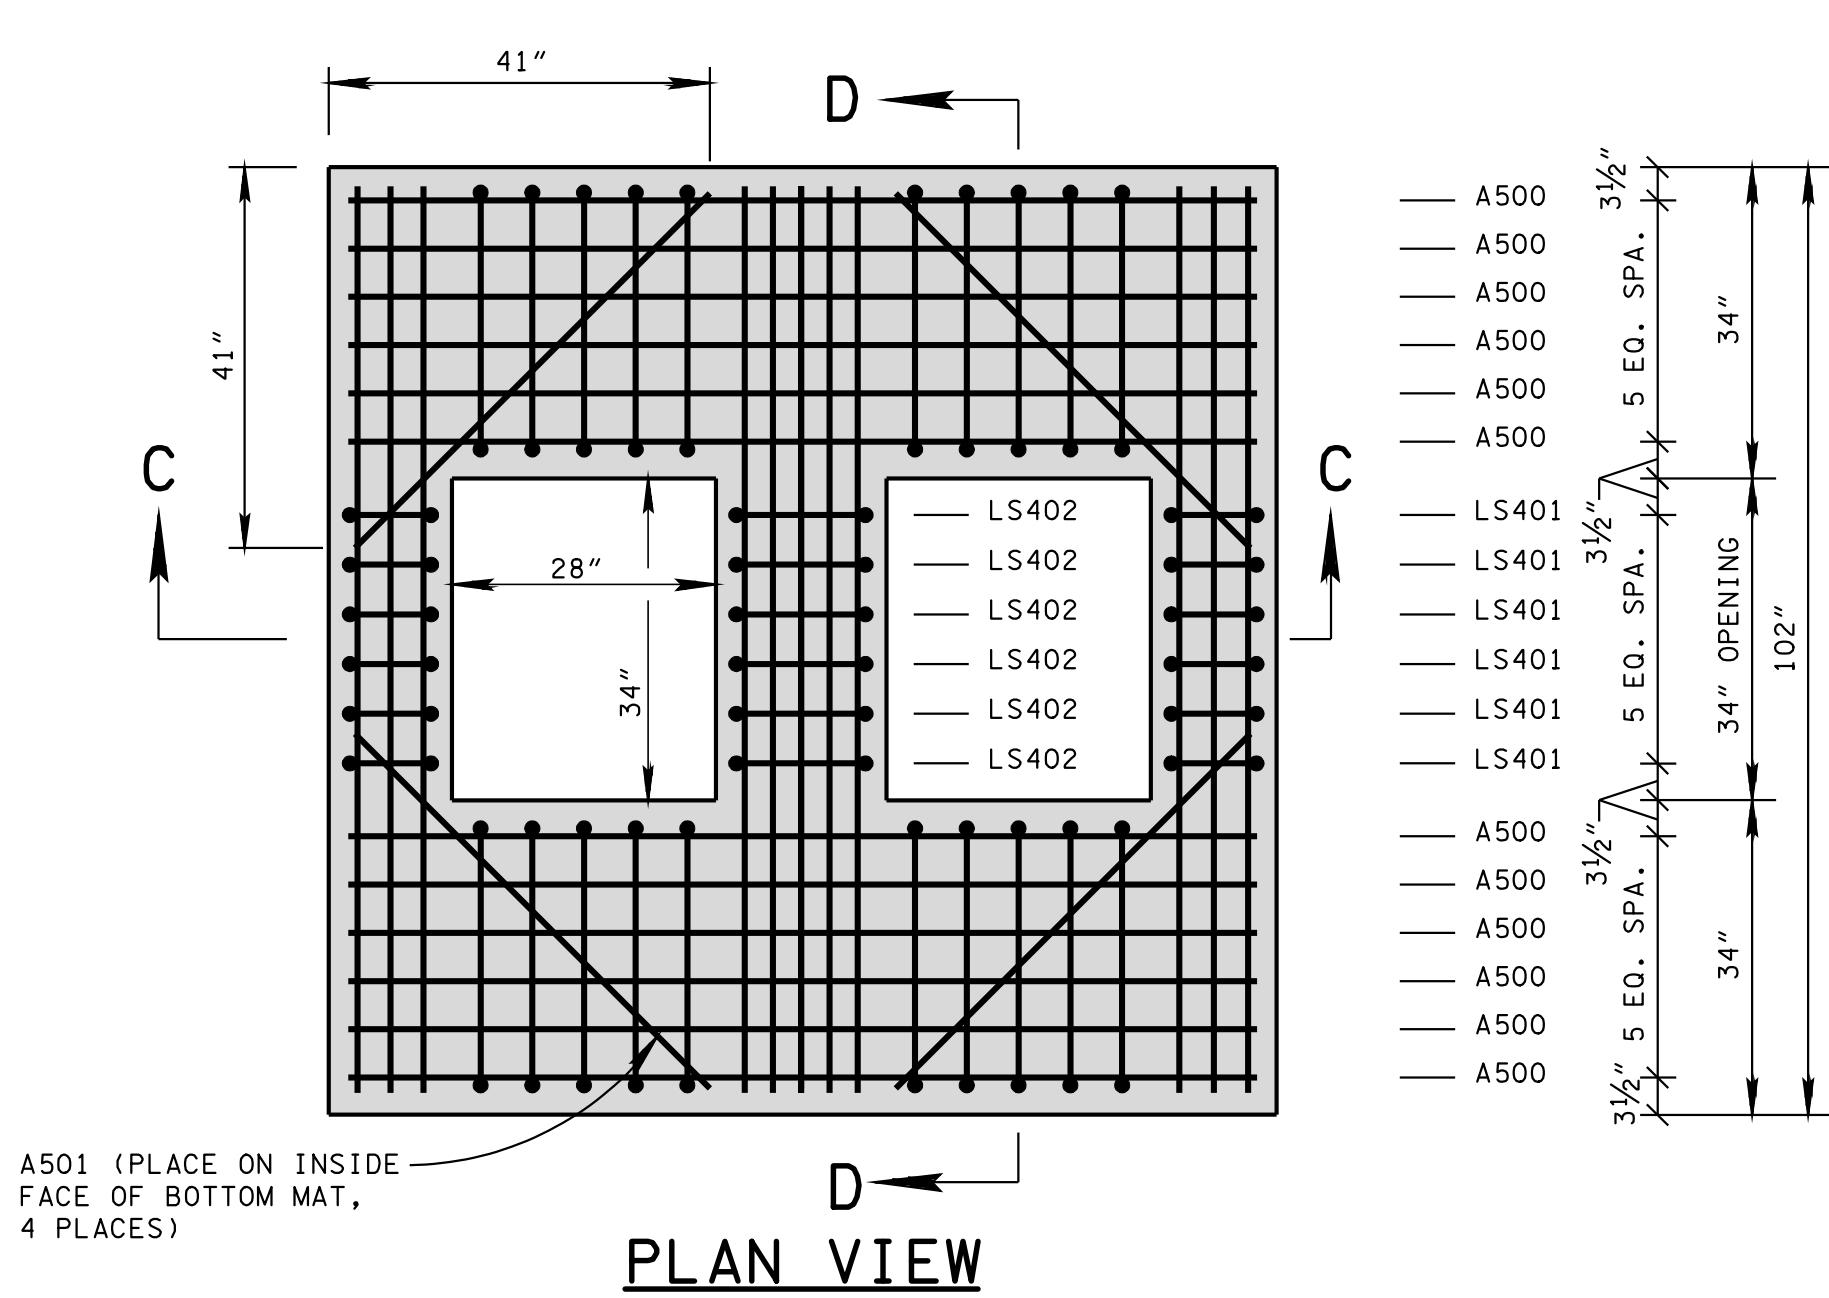 41"
D
3½"
A500
A500
A500
A500
A500
A500
5 EQ. SPA.
34"
41"
C
C
LS402
LS402
LS402
LS402
LS402
LS402
28"
34"
LS401
LS401
LS401
LS401
LS401
LS401
3½"
5 EQ. SPA.
34" OPENING
102"
3½"
A500
A500
A500
A500
A500
A500
5 EQ. SPA.
34"
3½"
A501 (PLACE ON INSIDE
FACE OF BOTTOM MAT,
4 PLACES)
D
PLAN VIEW